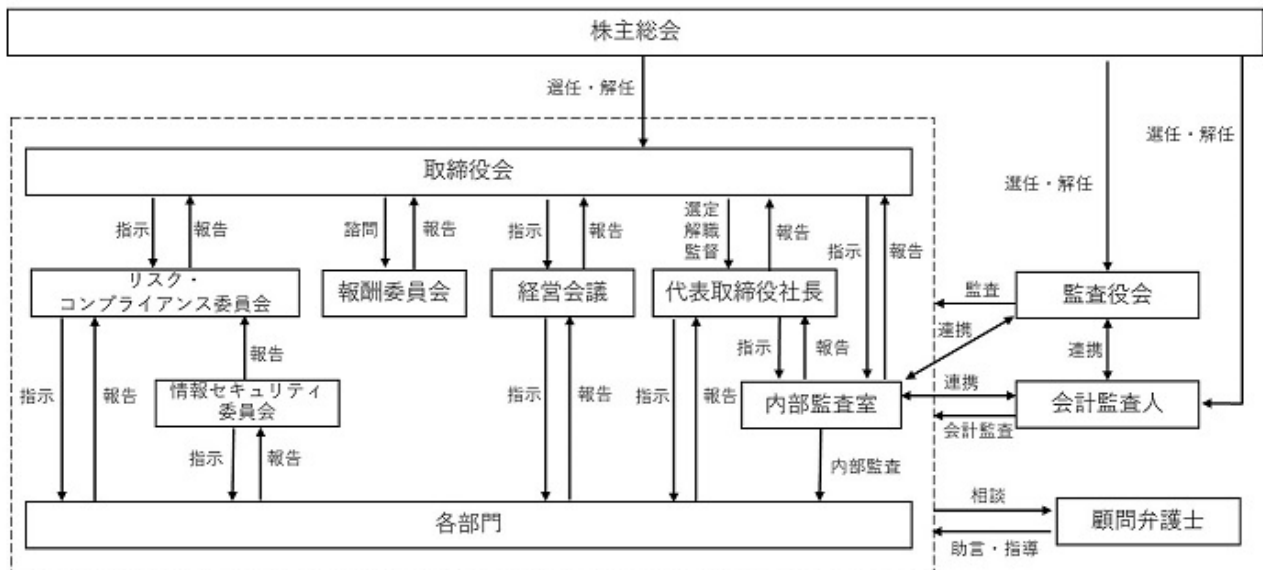 株主総会
選任・解任
選任・解任
選任・解任
取締役会
指示
報告
諮問
報告
指示
報告
選定
解職
監督
報告
指示
報告
リスク・
コンプライアンス委員会
報酬委員会
経営会議
代表取締役社長
監査役会
監査
連携
連携
指示
報告
報告
情報セキュリティ
委員会
指示
報告
指示
報告
指示
報告
内部監査室
連携
会計監査人
会計監査
指示
報告
内部監査
各部門
相談
顧問弁護士
助言・指導